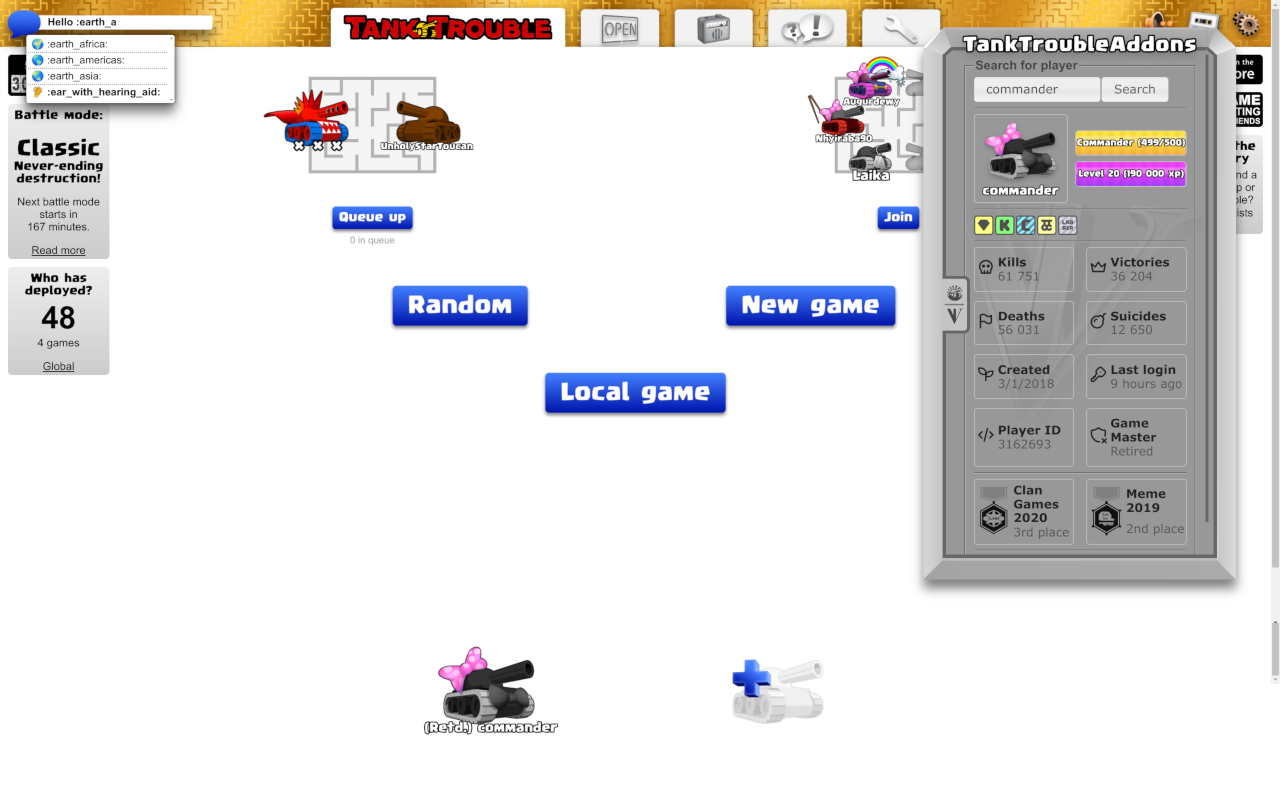 Hello :earth_a
:earth_africa:
:earth_americas:
:earth_asia:
:ear_with_hearing_aid:
TankTrouble
OPEN
Battle Mode:
Classic
Never-ending
destruction!
Next battle mode
starts in
167 minutes.
Read more
Who has
deployed?
48
4 games
Global
XXX
UnholyStarToucan
Queue up
0 in queue
Augurdewy
Nhyiraba90
Laika
Join
Random
New game
Local game
(Retd.) commander
TankTroubleAddons
Search for player
commander
Search
commander
Commander (499/500)
Level 20 (190 000 xp)
K
LAB
Kills
61 751
Victories
36 204
Deaths
56 031
Suicides
12 650
Created
3/1/2018
Last login
9 hours ago
Player ID
3162693
Game
Master
Retired
Clan
Games
2020
3rd place
Meme
2019
2nd place